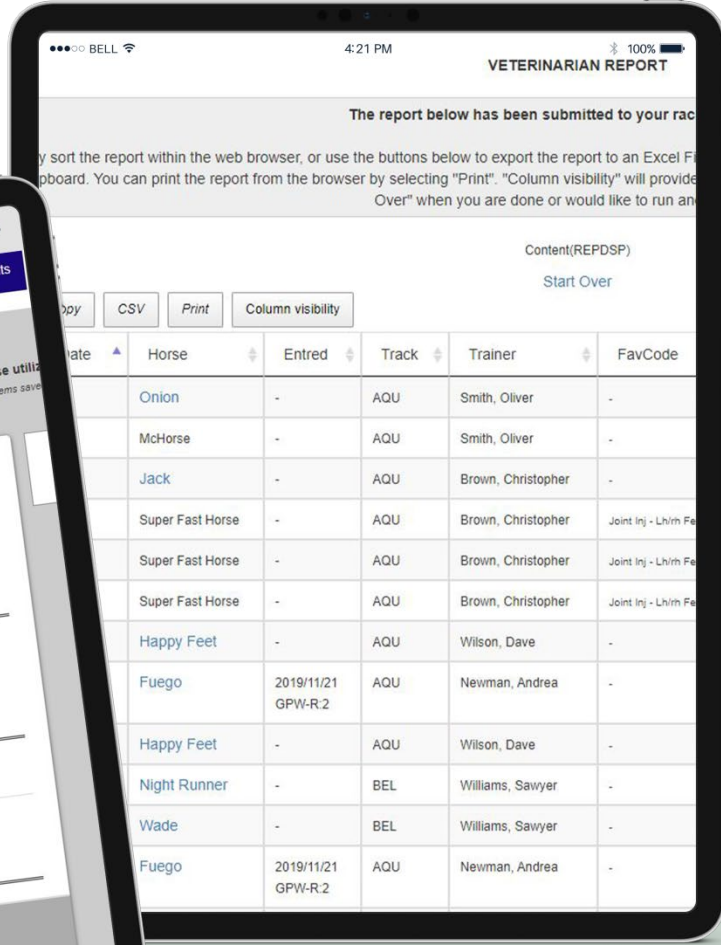 BELL 4:21 PM 100%
VETERINARIAN REPORT
The report below has been submitted to your rac
y sort the report within the web browser, or use the buttons below to export the report to an Excel Fi
pboard. You can print the report from the browser by selecting "Print". "Column visibility" will provide
Over" when you are done or would like to run an
Content(REPDSP)
Start Over
opy CSV Print Column visibility
ate Horse Entred Track Trainer FavCode
Onion - AQU Smith, Oliver -
McHorse - AQU Smith, Oliver -
Jack - AQU Brown, Christopher -
Super Fast Horse - AQU Brown, Christopher Joint Inj - Lh/rh Fe
Super Fast Horse - AQU Brown, Christopher Joint Inj - Lh/rh Fe
Super Fast Horse - AQU Brown, Christopher Joint Inj - Lh/rh Fe
Happy Feet - AQU Wilson, Dave -
Fuego 2019/11/21 AQU Newman, Andrea -
GPW-R:2
Happy Feet - AQU Wilson, Dave -
Night Runner - BEL Williams, Sawyer -
Wade - BEL Williams, Sawyer -
Fuego 2019/11/21 AQU Newman, Andrea -
GPW-R:2
ts
se utiliz
ems save